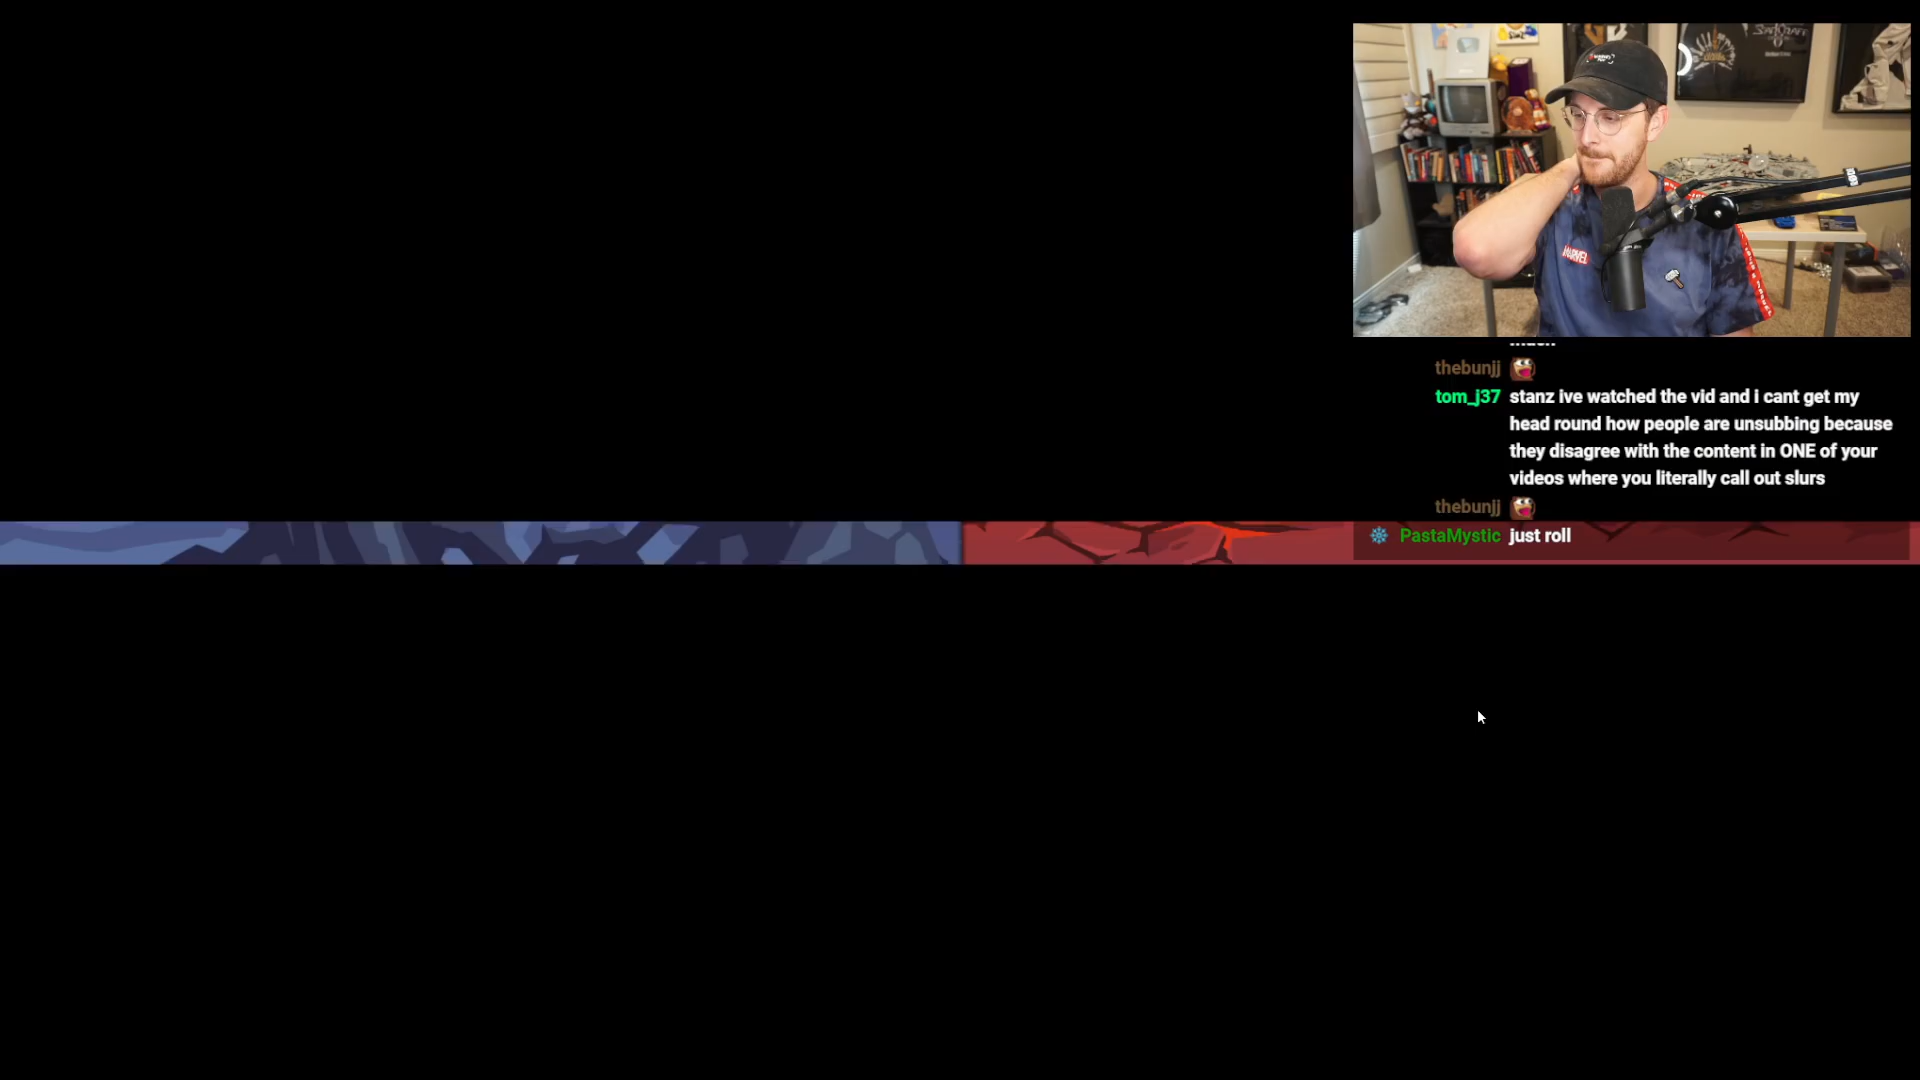 MARVEL
thebunjj
tom_j37 stanz ive watched the vid and i cant get my
head round how people are unsubbing because
they disagree with the content in ONE of your
videos where you literally call out slurs
thebunjj
PastaMystic just roll